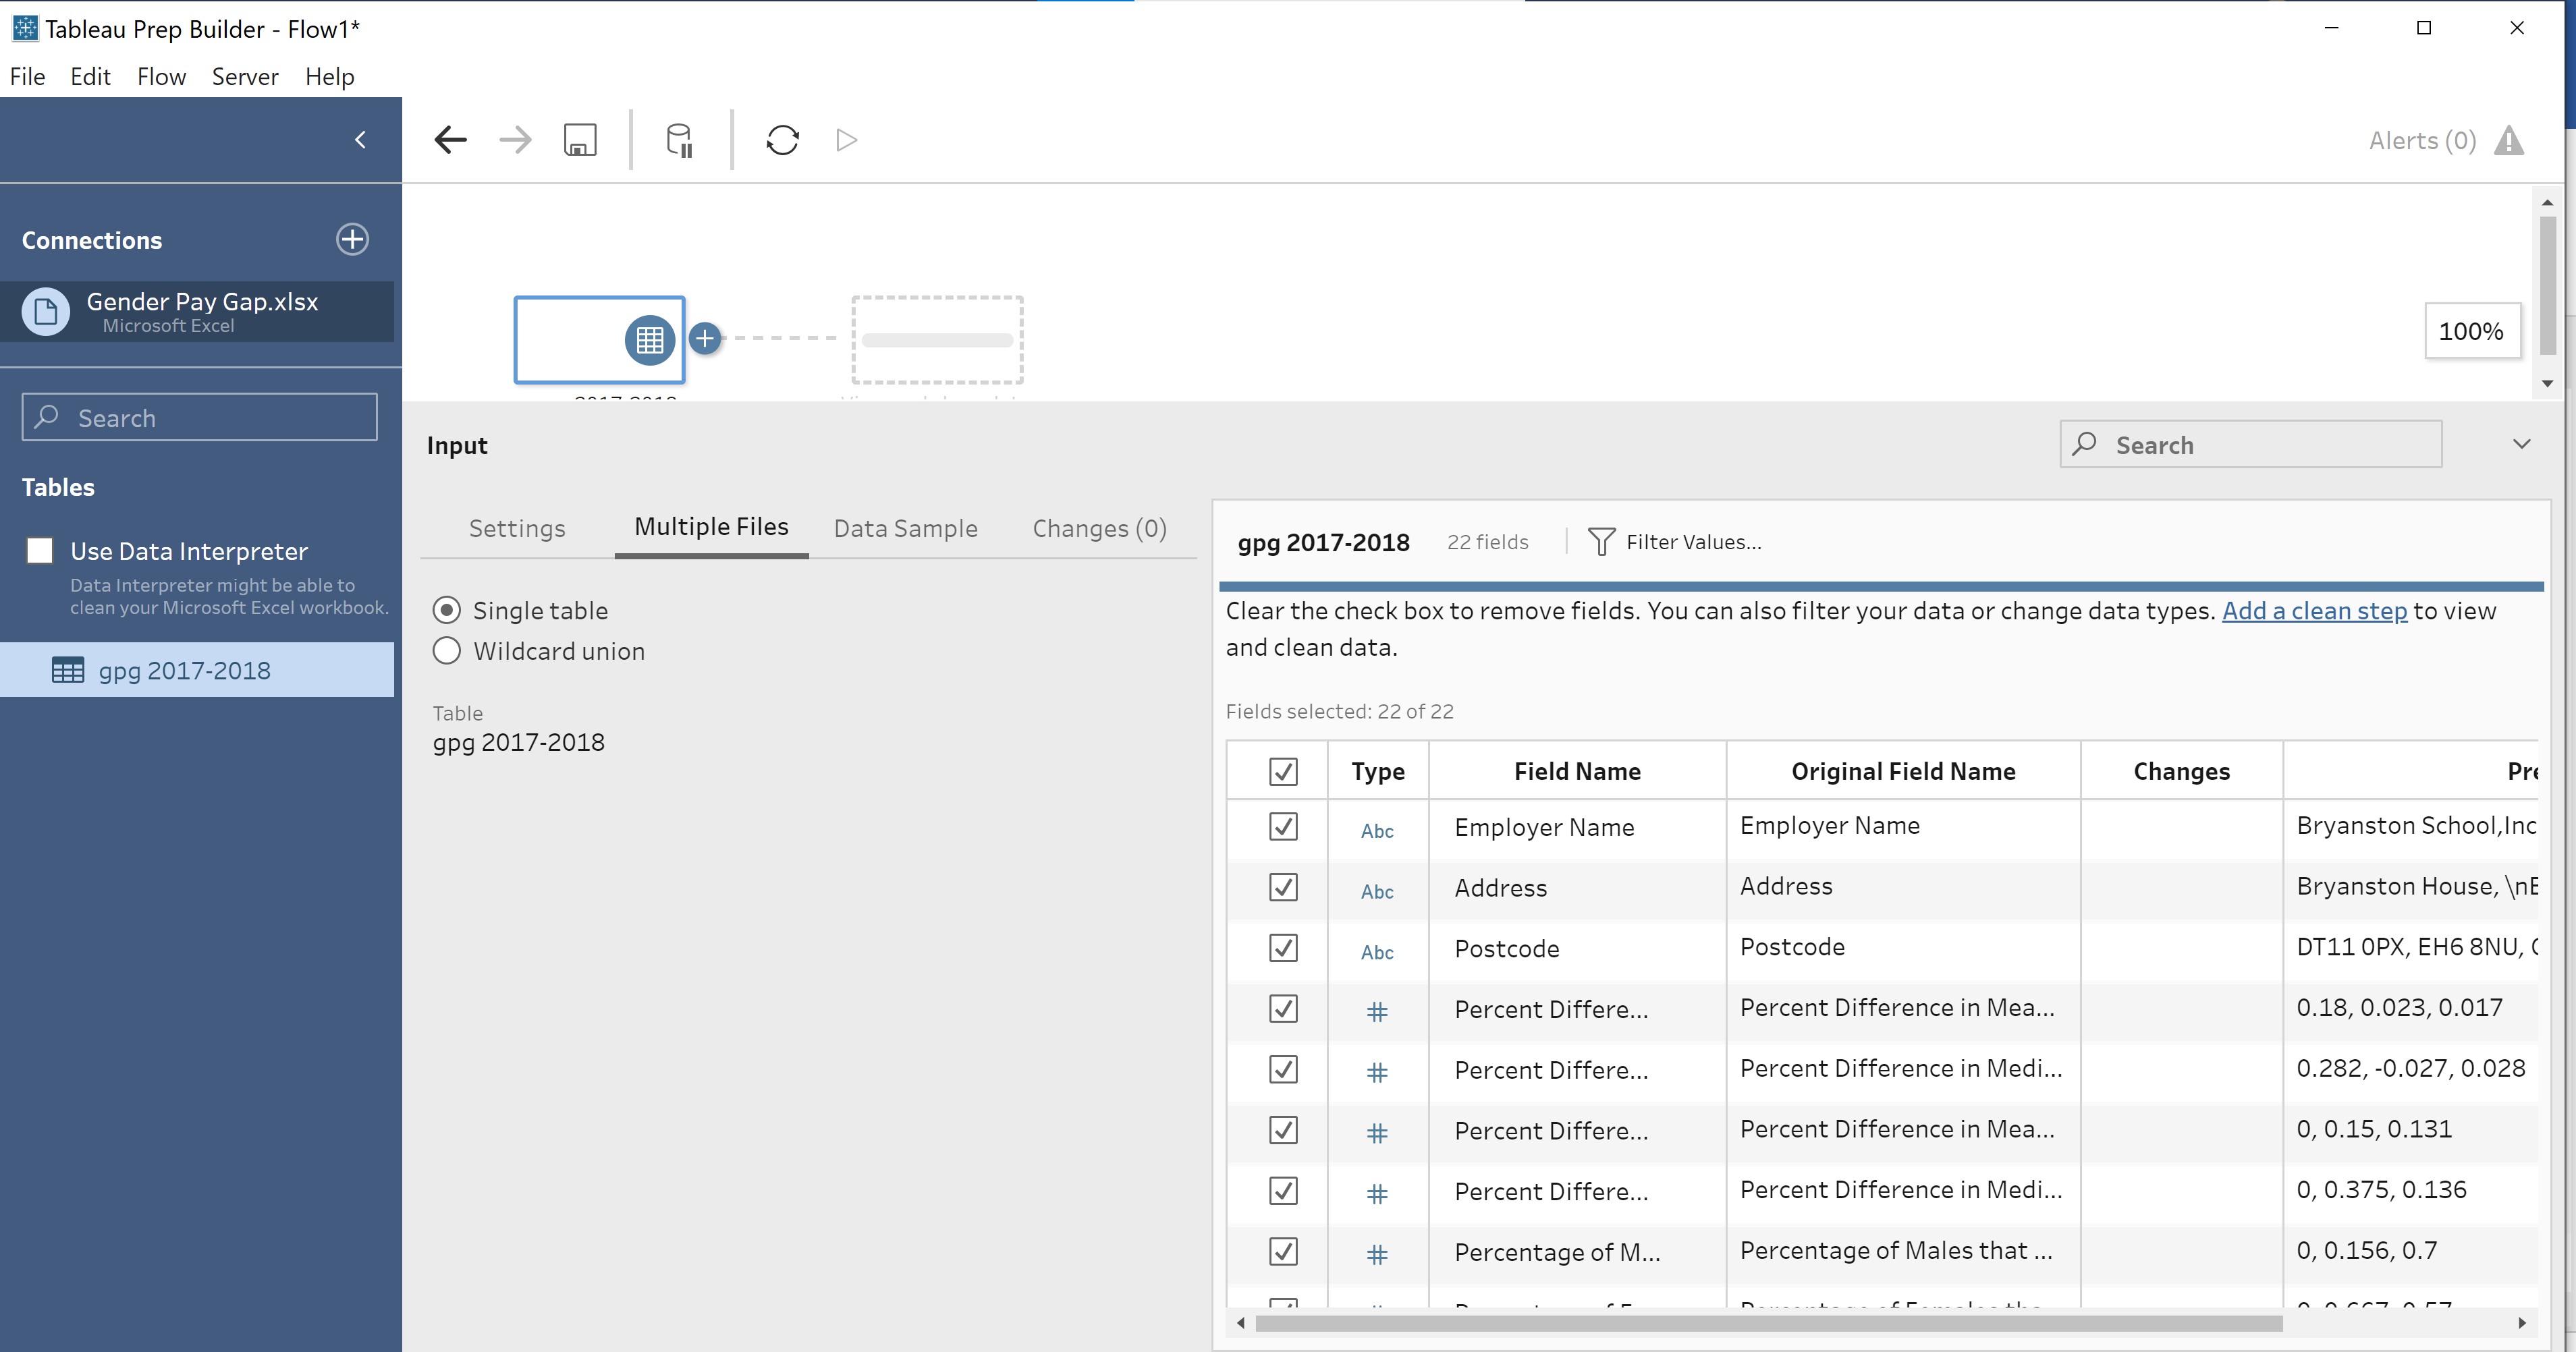 Tableau Prep Builder - Flow1*
File Edit Flow Server Help
Alerts (0)
Connections
Gender Pay Gap.xlsx
Microsoft Excel
Search
Tables
Use Data Interpreter
Data Interpreter might be able to
clean your Microsoft Excel workbook.
gpg 2017-2018
100%
Input
Search
Settings Multiple Files Data Sample Changes (0)
Single table
Wildcard union
Table
gpg 2017-2018
gpg 2017-2018 22 fields Filter Values...
Clear the check box to remove fields. You can also filter your data or change data types. Add a clean step to view
and clean data.
Fields selected: 22 of 22
Type Field Name Original Field Name Changes
Abc Employer Name Employer Name Bryanston School,
Abc Address Address Bryanston House,
Abc Postcode Postcode DT11 0PX, EH6 8NU,
# Percent Differe... Percent Difference in Mea... 0.18, 0.023, 0.017
# Percent Differe... Percent Difference in Medi... 0.282, -0.027, 0.028
# Percent Differe... Percent Difference in Mea... 0, 0.15, 0.131
# Percent Differe... Percent Difference in Medi... 0, 0.375, 0.136
# Percentage of M... Percentage of Males that ... 0, 0.156, 0.7